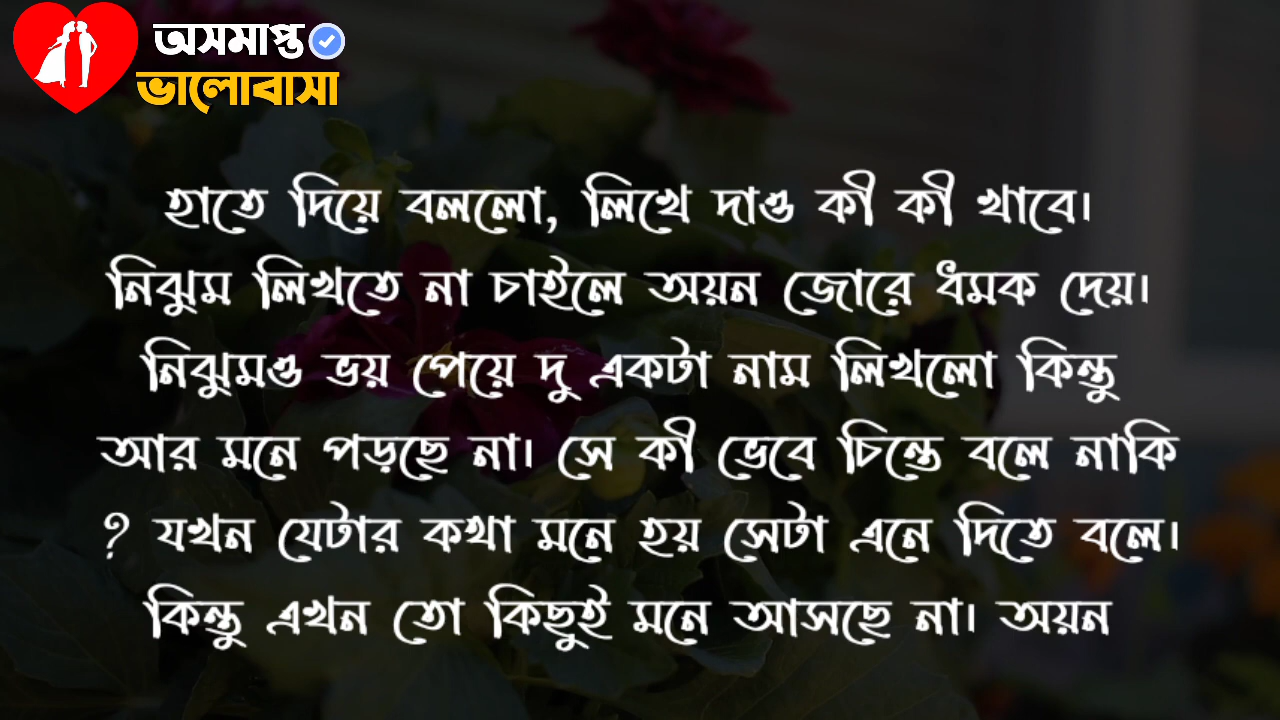 অসমাপ্ত
ভালোবাসা
হাতে দিয়ে বললো, লিখে দাও কী কী খাবে।
নিঝুম লিখতে না চাইলে অয়ন জোরে ধমক দেয়।
নিঝুমও ভয় পেয়ে দু একটা নাম লিখলো কিন্তু
আর মনে পড়ছে না। সে কী ভেবে চিন্তে বলে নাকি
? যখন যেটার কথা মনে হয় সেটা এনে দিতে বলে।
কিন্তু এখন তো কিছুই মনে আসছে না। অয়ন